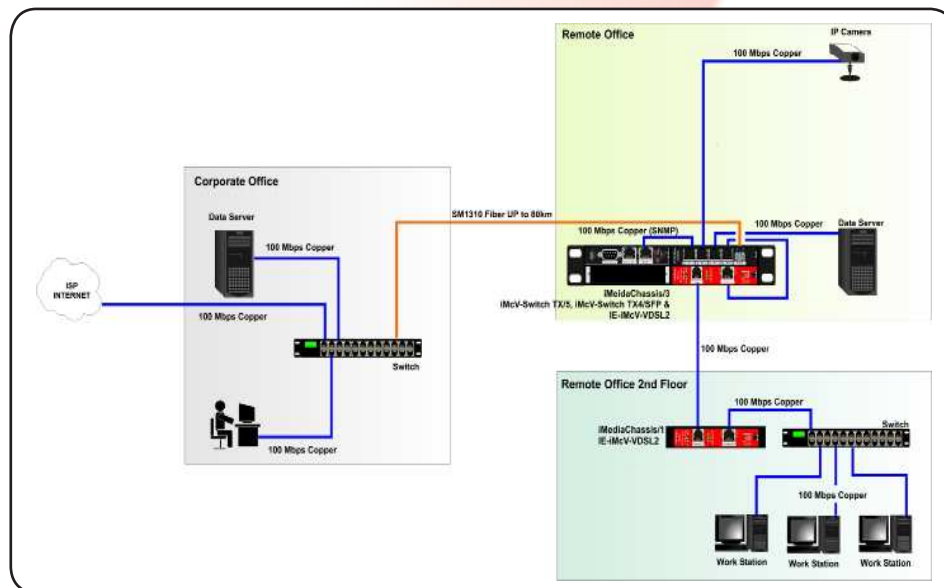 Remote Office
IP Camera
100 Mbps Copper
Corporate Office
Data Server
100 Mbps Copper
SM1310 Fiber UP to 80km
100 Mbps Copper (SNMP)
100 Mbps Copper
Data Server
ISP
INTERNET
100 Mbps Copper
iMeidaChassis/3
iMcV-Switch TX/5, iMcV-Switch TX4/SFP &
IE-iMcV-VDSL2
Switch
100 Mbps Copper
100 Mbps Copper
Remote Office 2nd Floor
100 Mbps Copper
iMediaChassis/1
IE-iMcV-VDSL2
Switch
100 Mbps Copper
Work Station
Work Station
Work Station